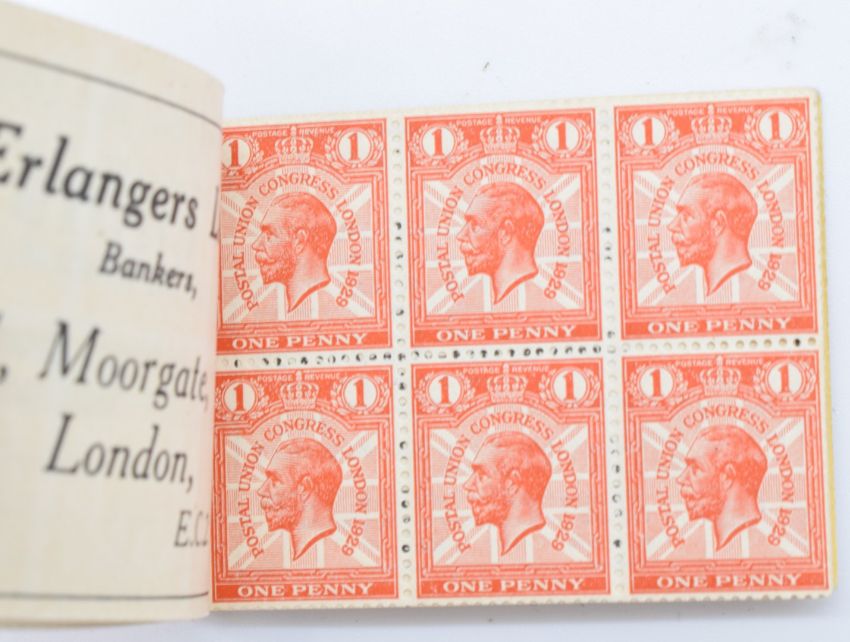 Erlangers
Bankers,
Moorgate,
London,
POSTAGE REVENUE
1 1
POSTAL UNION CONGRESS LONDON 1929
ONE PENNY
POSTAGE REVENUE
1 1
POSTAL UNION CONGRESS LONDON 1929
ONE PENNY
POSTAGE REVENUE
1 1
POSTAL UNION CONGRESS LONDON 1929
ONE PENNY
POSTAGE REVENUE
1 1
POSTAL UNION CONGRESS LONDON 1929
ONE PENNY
POSTAGE REVENUE
1 1
POSTAL UNION CONGRESS LONDON 1929
ONE PENNY
POSTAGE REVENUE
1 1
POSTAL UNION CONGRESS LONDON 1929
ONE PENNY